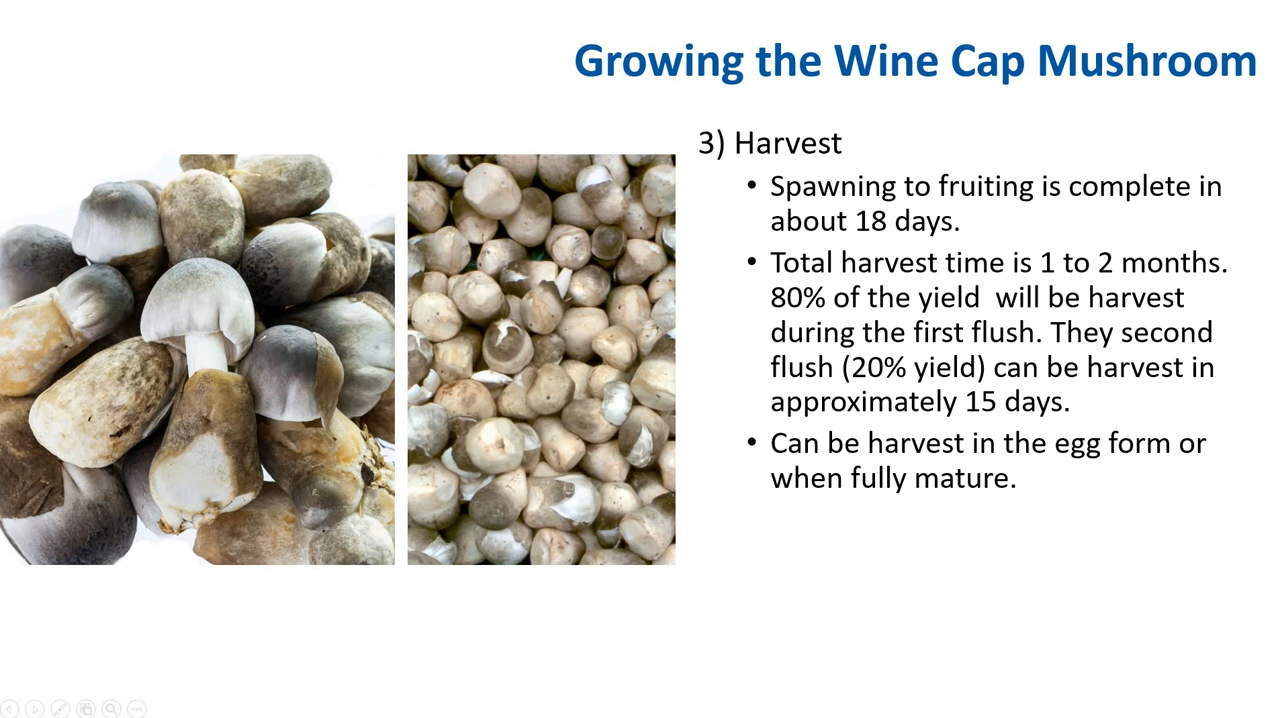 Growing the Wine Cap Mushroom
3) Harvest
• Spawning to fruiting is complete in
about 18 days.
• Total harvest time is 1 to 2 months.
80% of the yield  will be harvest
during the first flush. They second
flush (20% yield) can be harvest in
approximately 15 days.
• Can be harvest in the egg form or
when fully mature.